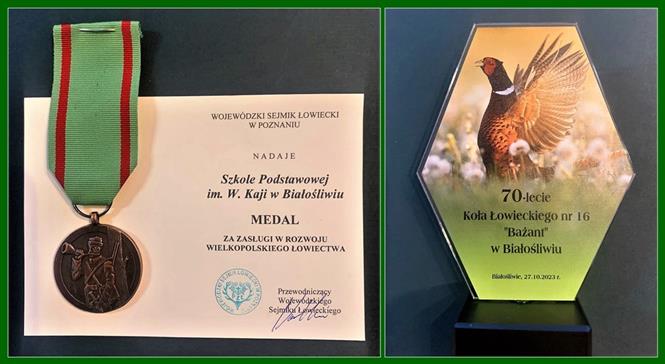 WOJEWÓDZKI SEJMIK ŁOWIECKI
W POZNANIU
NADAJE
Szkole Podstawowej
im. W. Kaji w Białośliwiu
MEDAL
ZA ZASŁUGI W ROZWOJU
WIELKOPOLSKIEGO ŁOWIECTWA
Przewodniczący
Wojewódzkiego
Sejmiku Łowieckiego
70-lecie
Koła Łowieckiego nr 16
"Bażant"
w Białośliwiu
Białośliwie, 27.10.2023 r.